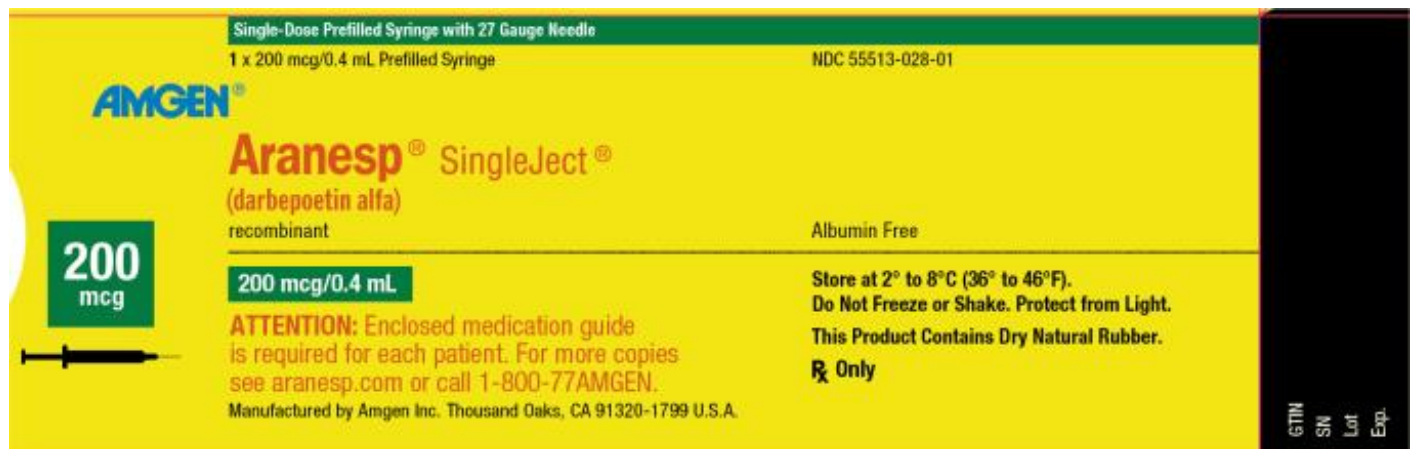 Single-Dose Prefilled Syringe with 27 Gauge Needle
1 x 200 mcg/0.4 mL Prefilled Syringe
NDC 55513-028-01
AMGEN®
Aranesp® SingleJect®
(darbepoetin alfa)
recombinant
Albumin Free
200
mcg
200 mcg/0.4 mL
ATTENTION: Enclosed medication guide
is required for each patient. For more copies
see aranesp.com or call 1-800-77AMGEN.
Manufactured by Amgen Inc. Thousand Oaks, CA 91320-1799 U.S.A.
Store at 2° to 8°C (36° to 46°F).
Do Not Freeze or Shake. Protect from Light.
This Product Contains Dry Natural Rubber.
℞ Only
GTIN
SN
Lot
Exp.